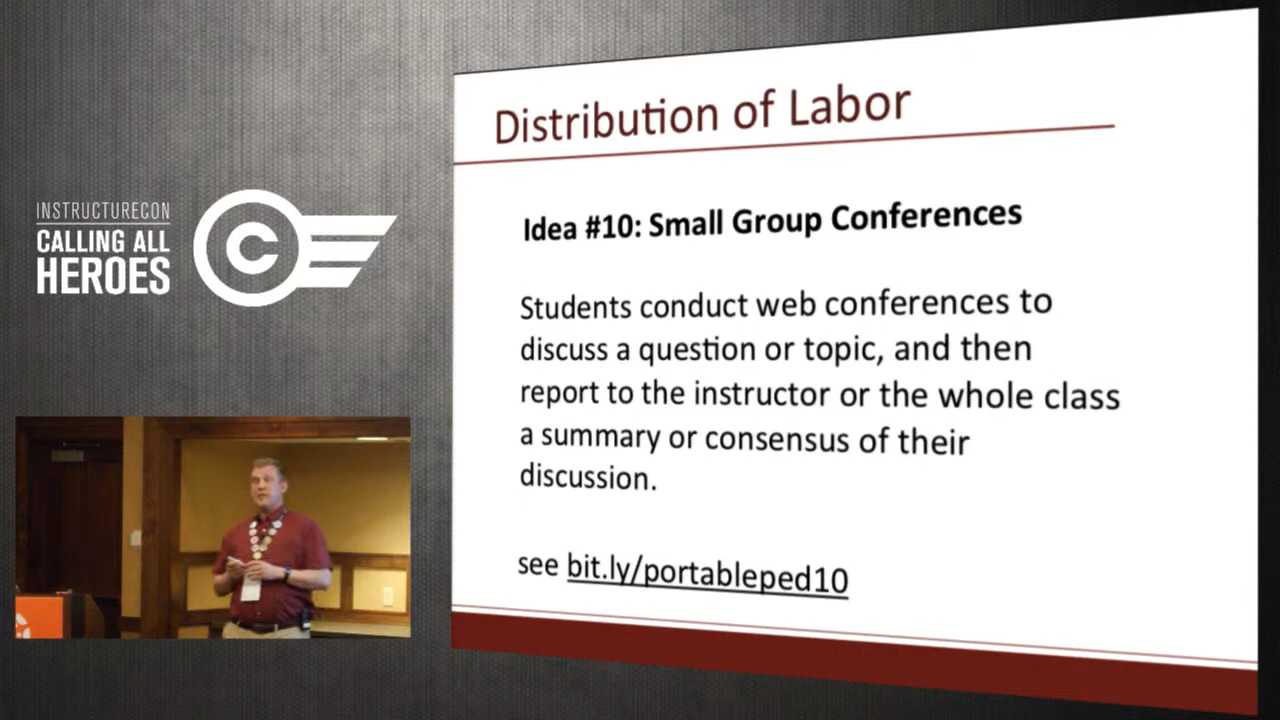 INSTRUCTURECON
CALLING ALL
HEROES
C
Distribution of Labor
Idea #10: Small Group Conferences
Students conduct web conferences to
discuss a question or topic, and then
report to the instructor or the whole class
a summary or consensus of their
discussion.
see bit.ly/portableped10